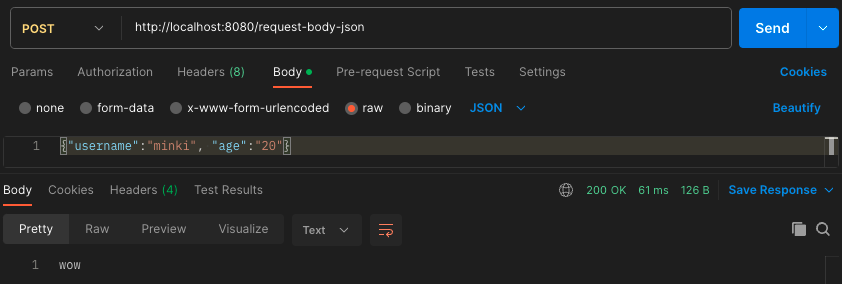 POST http://localhost:8080/request-body-json Send
Params Authorization Headers (8) Body Pre-request Script Tests Settings Cookies
none form-data x-www-form-urlencoded raw binary JSON Beautify
1 {"username":"minki", "age":"20"}
Body Cookies Headers (4) Test Results 200 OK 61 ms 126 B Save Response
Pretty Raw Preview Visualize Text
1 wow